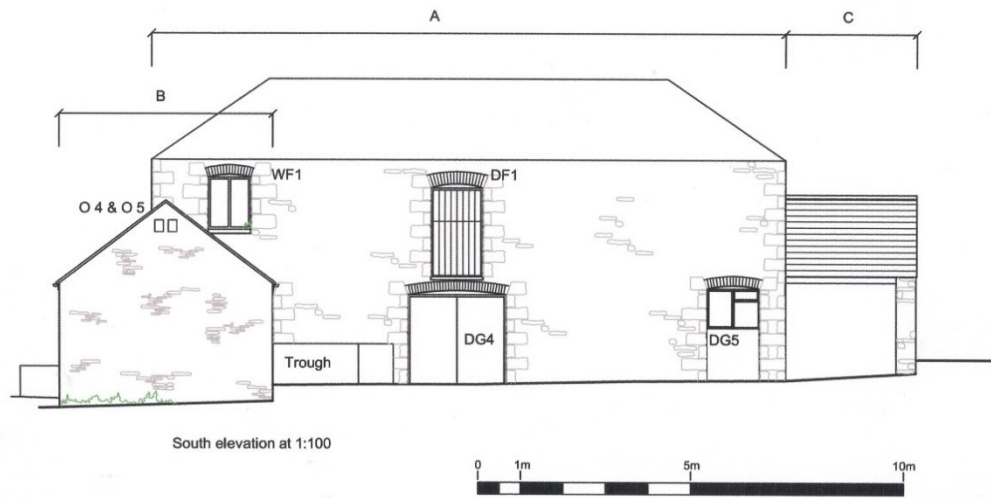 A
C
B
WF1
DF1
O 4 & O 5
DG4
DG5
Trough
South elevation at 1:100
0 1m 5m 10m